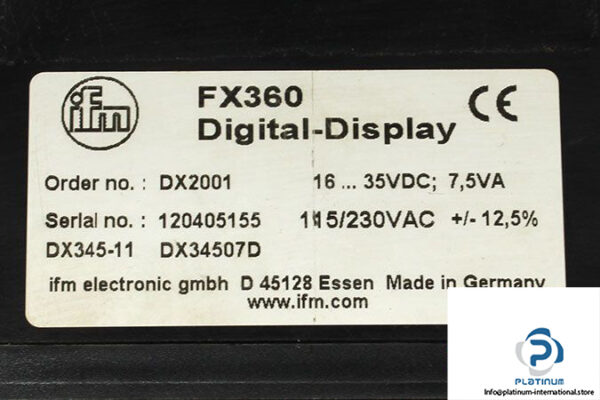 ifm
FX360
Digital-Display
CE
Order no. : DX2001 16 ... 35VDC; 7,5VA
Serial no. : 120405155 115/230VAC +/- 12,5%
DX345-11 DX34507D
ifm electronic gmbh D 45128 Essen Made in Germany
www.ifm.com
PLATINUM
https://platinum-international.store